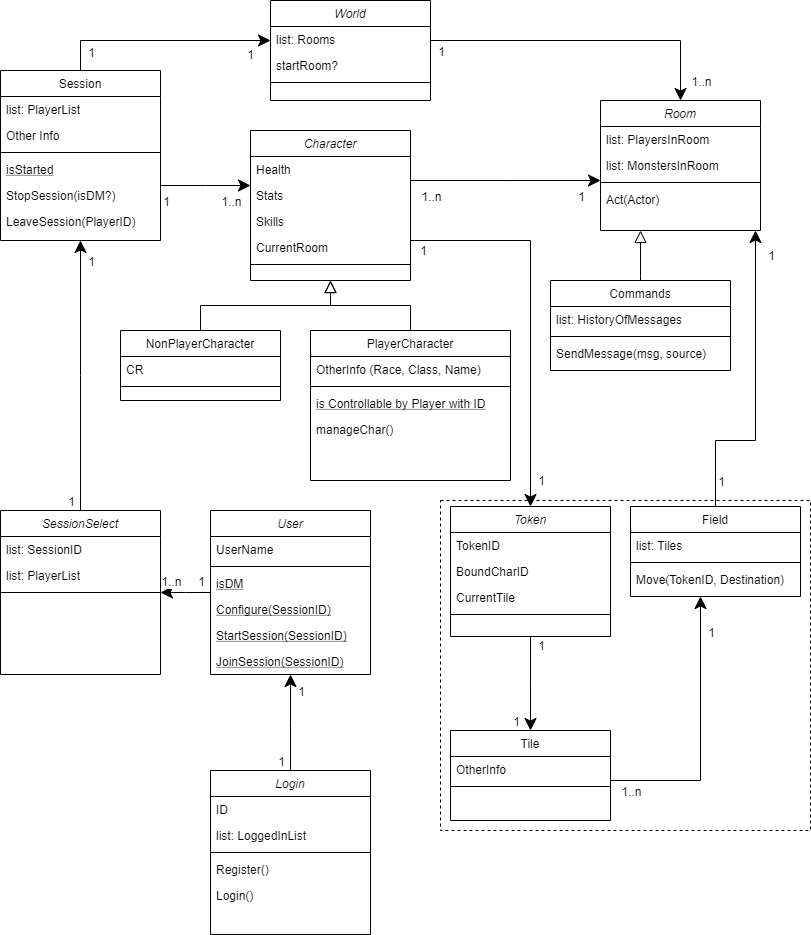 World
list: Rooms
startRoom?
1
1
1
1..n
Session
list: PlayerList
Other Info
isStarted
StopSession(isDM?)
LeaveSession(PlayerID)
1
1..n
1
Character
Health
Stats
Skills
CurrentRoom
1..n
1
1
Room
list: PlayersInRoom
list: MonstersInRoom
Act(Actor)
1
Commands
list: HistoryOfMessages
SendMessage(msg, source)
NonPlayerCharacter
CR
PlayerCharacter
OtherInfo (Race, Class, Name)
is Controllable by Player with ID
manageChar()
1
1
1
SessionSelect
list: SessionID
list: PlayerList
1..n
1
User
UserName
isDM
Configure(SessionID)
StartSession(SessionID)
JoinSession(SessionID)
1
1
Login
ID
list: LoggedInList
Register()
Login()
Token
TokenID
BoundCharID
CurrentTile
1
1
Field
list: Tiles
Move(TokenID, Destination)
1
Tile
OtherInfo
1..n